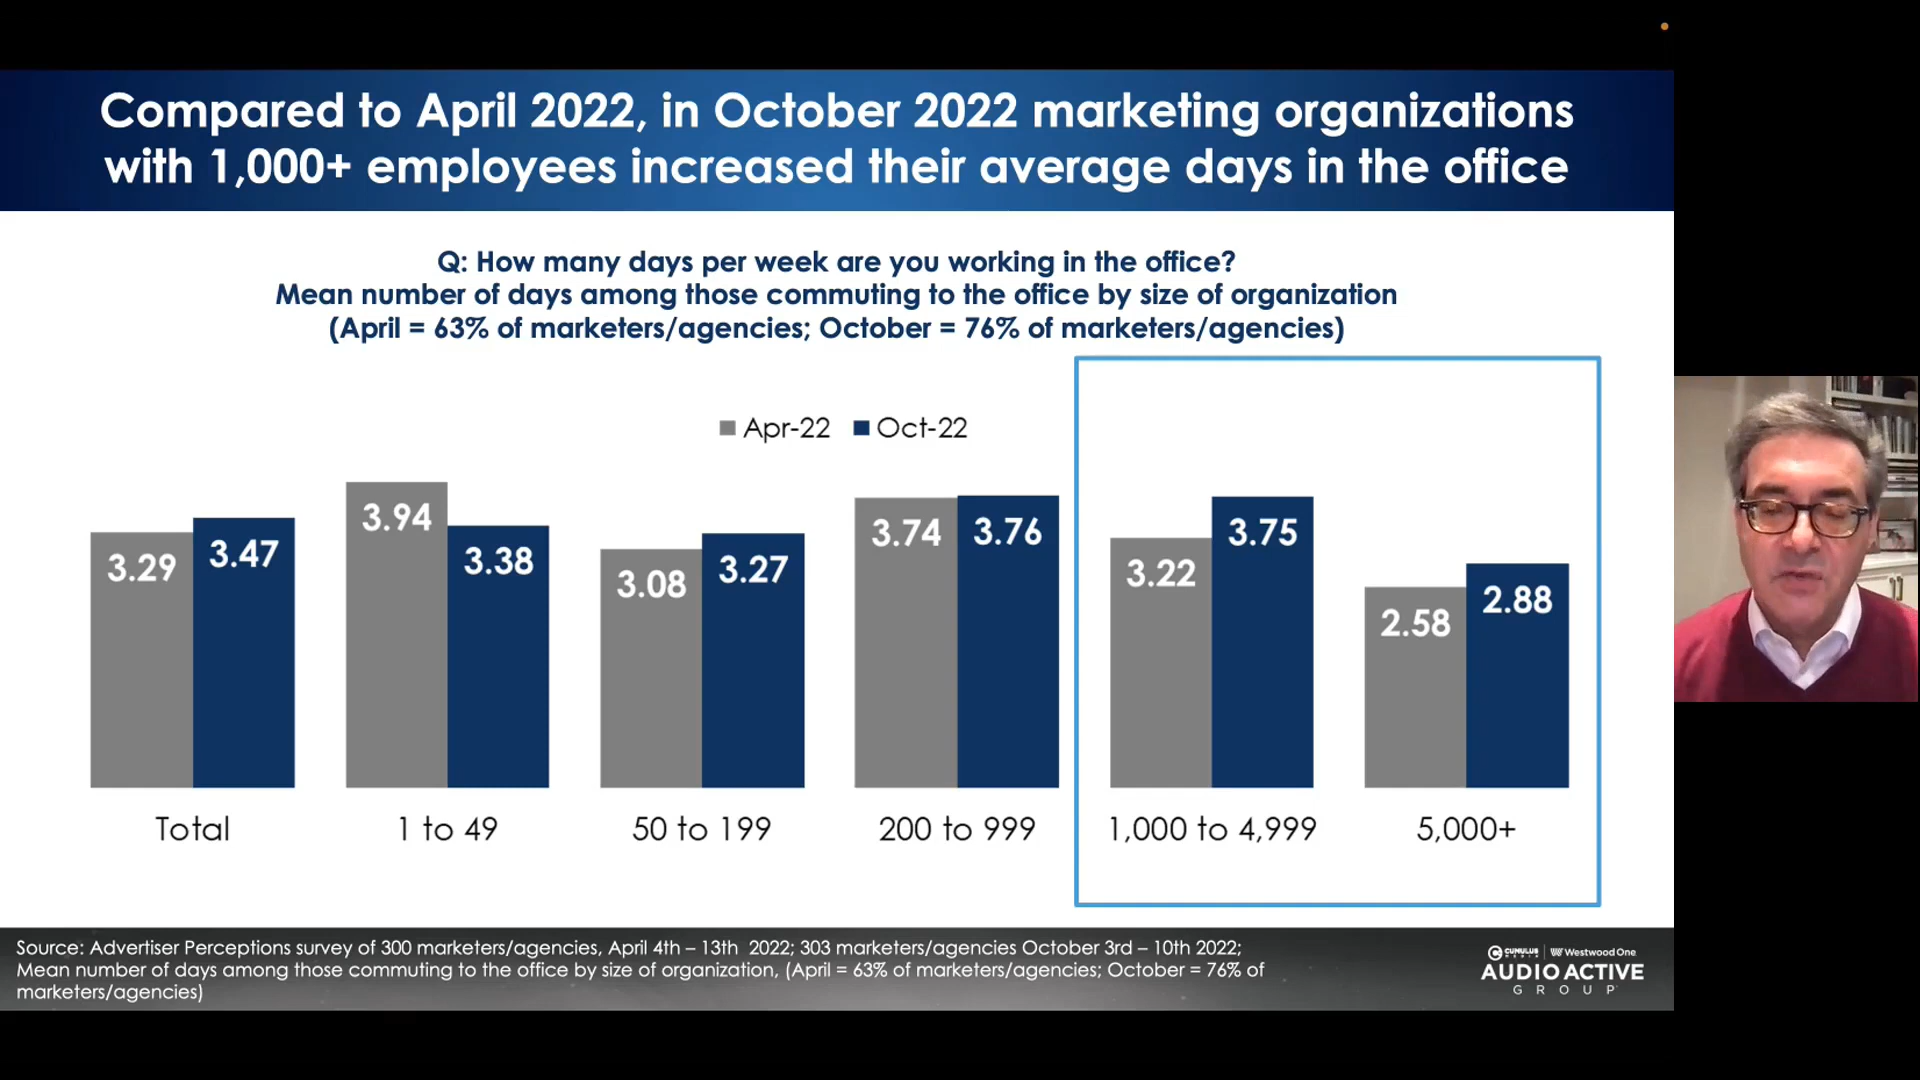 Compared to April 2022, in October 2022 marketing organizations
with 1,000+ employees increased their average days in the office
Q: How many days per week are you working in the office?
Mean number of days among those commuting to the office by size of organization
(April = 63% of marketers/agencies; October = 76% of marketers/agencies)
Apr-22 Oct-22
3.29 3.47 3.94 3.38 3.08 3.27 3.74 3.76 3.22 3.75 2.58 2.88
Total 1 to 49 50 to 199 200 to 999 1,000 to 4,999 5,000+
Source: Advertiser Perceptions survey of 300 marketers/agencies, April 4th – 13th 2022; 303 marketers/agencies October 3rd – 10th 2022;
Mean number of days among those commuting to the office by size of organization, (April = 63% of marketers/agencies; October = 76% of
marketers/agencies)
CUMULUS MEDIA | Westwood One
AUDIO ACTIVE
GROUP